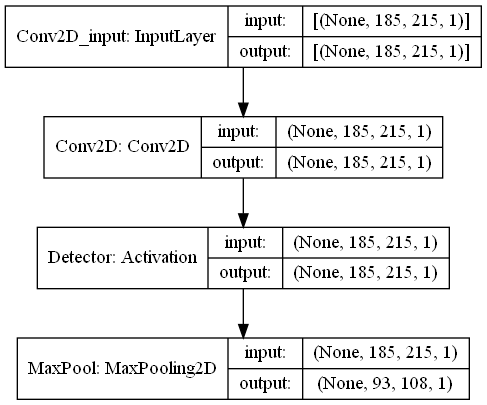 Conv2D_input: InputLayer
input:
[(None, 185, 215, 1)]
output:
[(None, 185, 215, 1)]
Conv2D: Conv2D
input:
(None, 185, 215, 1)
output:
(None, 185, 215, 1)
Detector: Activation
input:
(None, 185, 215, 1)
output:
(None, 185, 215, 1)
MaxPool: MaxPooling2D
input:
(None, 185, 215, 1)
output:
(None, 93, 108, 1)